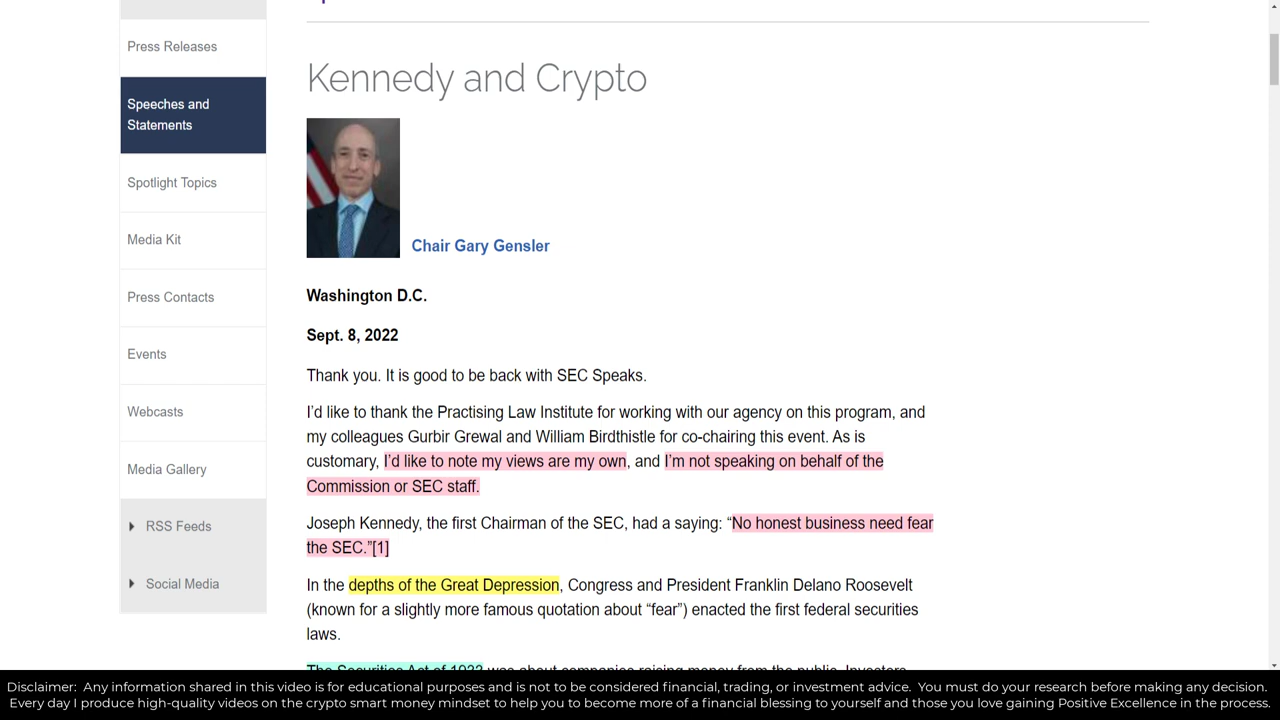 Press Releases
Speeches and
Statements
Spotlight Topics
Media Kit
Press Contacts
Events
Webcasts
Media Gallery
RSS Feeds
Social Media
Kennedy and Crypto
Chair Gary Gensler
Washington D.C.
Sept. 8, 2022
Thank you. It is good to be back with SEC Speaks.
I’d like to thank the Practising Law Institute for working with our agency on this program, and
my colleagues Gurbir Grewal and William Birdthistle for co-chairing this event. As is
customary, I’d like to note my views are my own, and I’m not speaking on behalf of the
Commission or SEC staff.
Joseph Kennedy, the first Chairman of the SEC, had a saying: “No honest business need fear
the SEC.”[1]
In the depths of the Great Depression, Congress and President Franklin Delano Roosevelt
(known for a slightly more famous quotation about “fear”) enacted the first federal securities
laws.
The Securities Act of 1933 was about companies raising money from the public. Investors
Disclaimer: Any information shared in this video is for educational purposes and is not to be considered financial, trading, or investment advice. You must do your research before making any decision.
Every day I produce high-quality videos on the crypto smart money mindset to help you to become more of a financial blessing to yourself and those you love gaining Positive Excellence in the process.